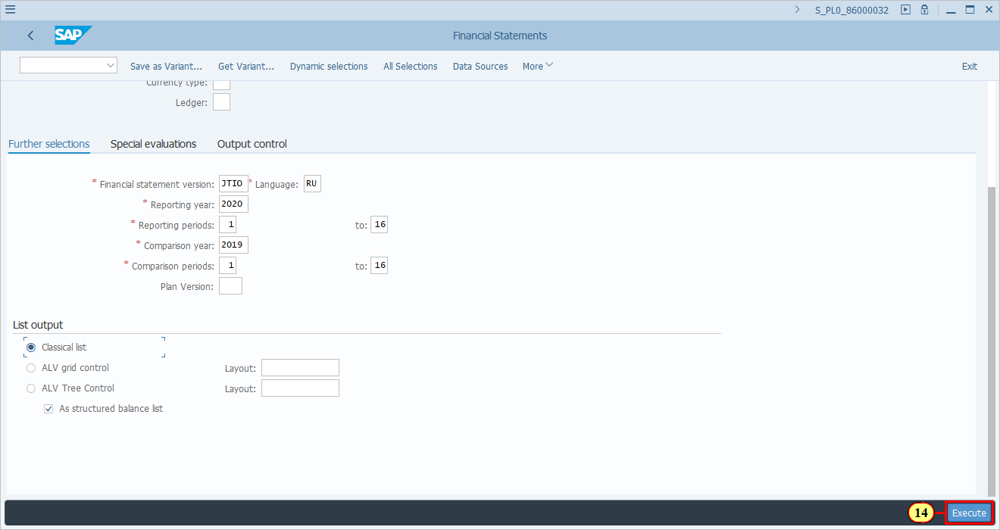 S_PL0_86000032
SAP
Financial Statements
Save as Variant... Get Variant... Dynamic selections All Selections Data Sources More Exit
Currency type:
Ledger:
Further selections Special evaluations Output control
* Financial statement version: JTIO * Language: RU
* Reporting year: 2020
* Reporting periods: 1 to: 16
* Comparison year: 2019
* Comparison periods: 1 to: 16
Plan Version:
List output
Classical list
ALV grid control Layout:
ALV Tree Control Layout:
As structured balance list
14 Execute